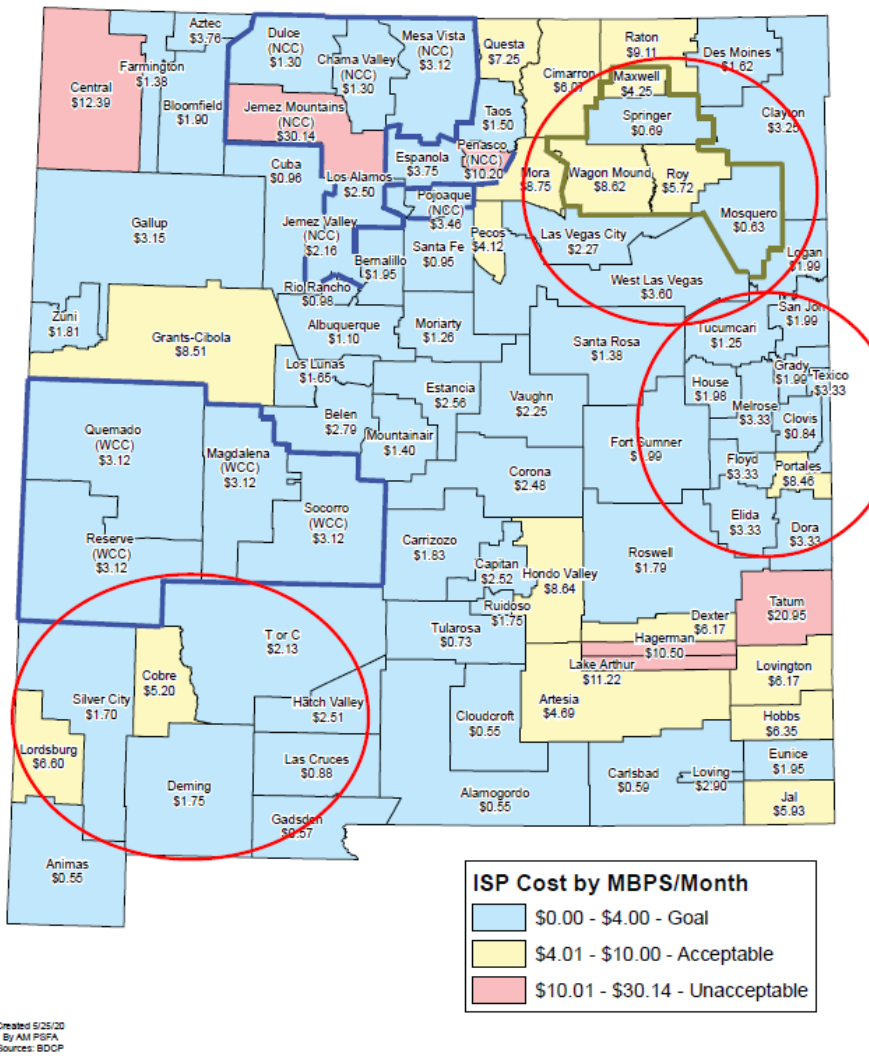 Aztec
$3.76
Farmington
$1.38
Central
$12.39
Bloomfield
$1.90
Dulce
(NCC)
$1.30
Chama Valley
(NCC)
$1.30
Mesa Vista
(NCC)
$3.12
Jemez Mountains
(NCC)
$30.14
Questa
$7.25
Taos
$1.50
Penasco
(NCC)
$10.20
Raton
$9.11
Cimarron
$6.07
Maxwell
$4.25
Springer
$0.69
Des Moines
$1.62
Clayton
$3.25
Cuba
$0.96
Los Alamos
$2.50
Espanola
$3.75
Pojoaque
(NCC)
$3.46
Mora
$8.75
Wagon Mound
$8.62
Roy
$5.72
Mosquero
$0.63
Gallup
$3.15
Jemez Valley
(NCC)
$2.16
Bernalillo
$1.95
Santa Fe
$0.95
Pecos
$4.12
Las Vegas City
$2.27
West Las Vegas
$3.60
Logan
$1.99
Rio Rancho
$0.98
Zuni
$1.81
Grants-Cibola
$8.51
Albuquerque
$1.10
Moriarty
$1.26
Santa Rosa
$1.38
Tucumcari
$1.25
San Jon
$1.99
Los Lunas
$1.65
Estancia
$2.56
Vaughn
$2.25
House
$1.98
Grady
$1.99
Texico
$3.33
Melrose
$3.33
Clovis
$0.84
Belen
$2.79
Mountainair
$1.40
Fort Sumner
$1.99
Quemado
(WCC)
$3.12
Magdalena
(WCC)
$3.12
Socorro
(WCC)
$3.12
Reserve
(WCC)
$3.12
Corona
$2.48
Floyd
$3.33
Portales
$8.46
Elida
$3.33
Dora
$3.33
Carrizozo
$1.83
Capitan
$2.52
Hondo Valley
$8.64
Roswell
$1.79
Ruidoso
$1.75
Tularosa
$0.73
Tatum
$20.95
Dexter
$6.17
Hagerman
$10.50
Lake Arthur
$11.22
T or C
$2.13
Cobre
$5.20
Silver City
$1.70
Hatch Valley
$2.51
Cloudcroft
$0.55
Artesia
$4.69
Lovington
$6.17
Hobbs
$6.35
Lordsburg
$6.60
Deming
$1.75
Las Cruces
$0.88
Gadsden
$0.57
Alamogordo
$0.55
Carlsbad
$0.59
Loving
$2.90
Eunice
$1.95
Jal
$5.93
Animas
$0.55
ISP Cost by MBPS/Month
$0.00 - $4.00 - Goal
$4.01 - $10.00 - Acceptable
$10.01 - $30.14 - Unacceptable
Created 5/25/20
By AM PSFA
Sources: BDCP